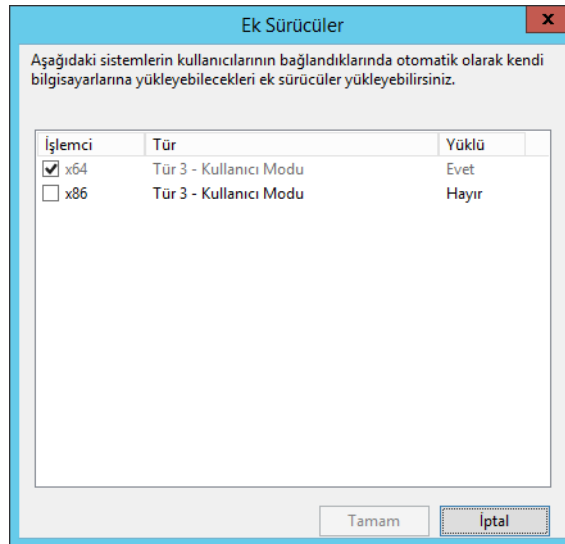 Ek Sürücüler
x
Aşağıdaki sistemlerin kullanıcılarının bağlandıklarında otomatik olarak kendi
bilgisayarlarına yükleyebilecekleri ek sürücüler yükleyebilirsiniz.
İşlemci Tür Yüklü
x64 Tür 3 - Kullanıcı Modu Evet
x86 Tür 3 - Kullanıcı Modu Hayır
Tamam İptal